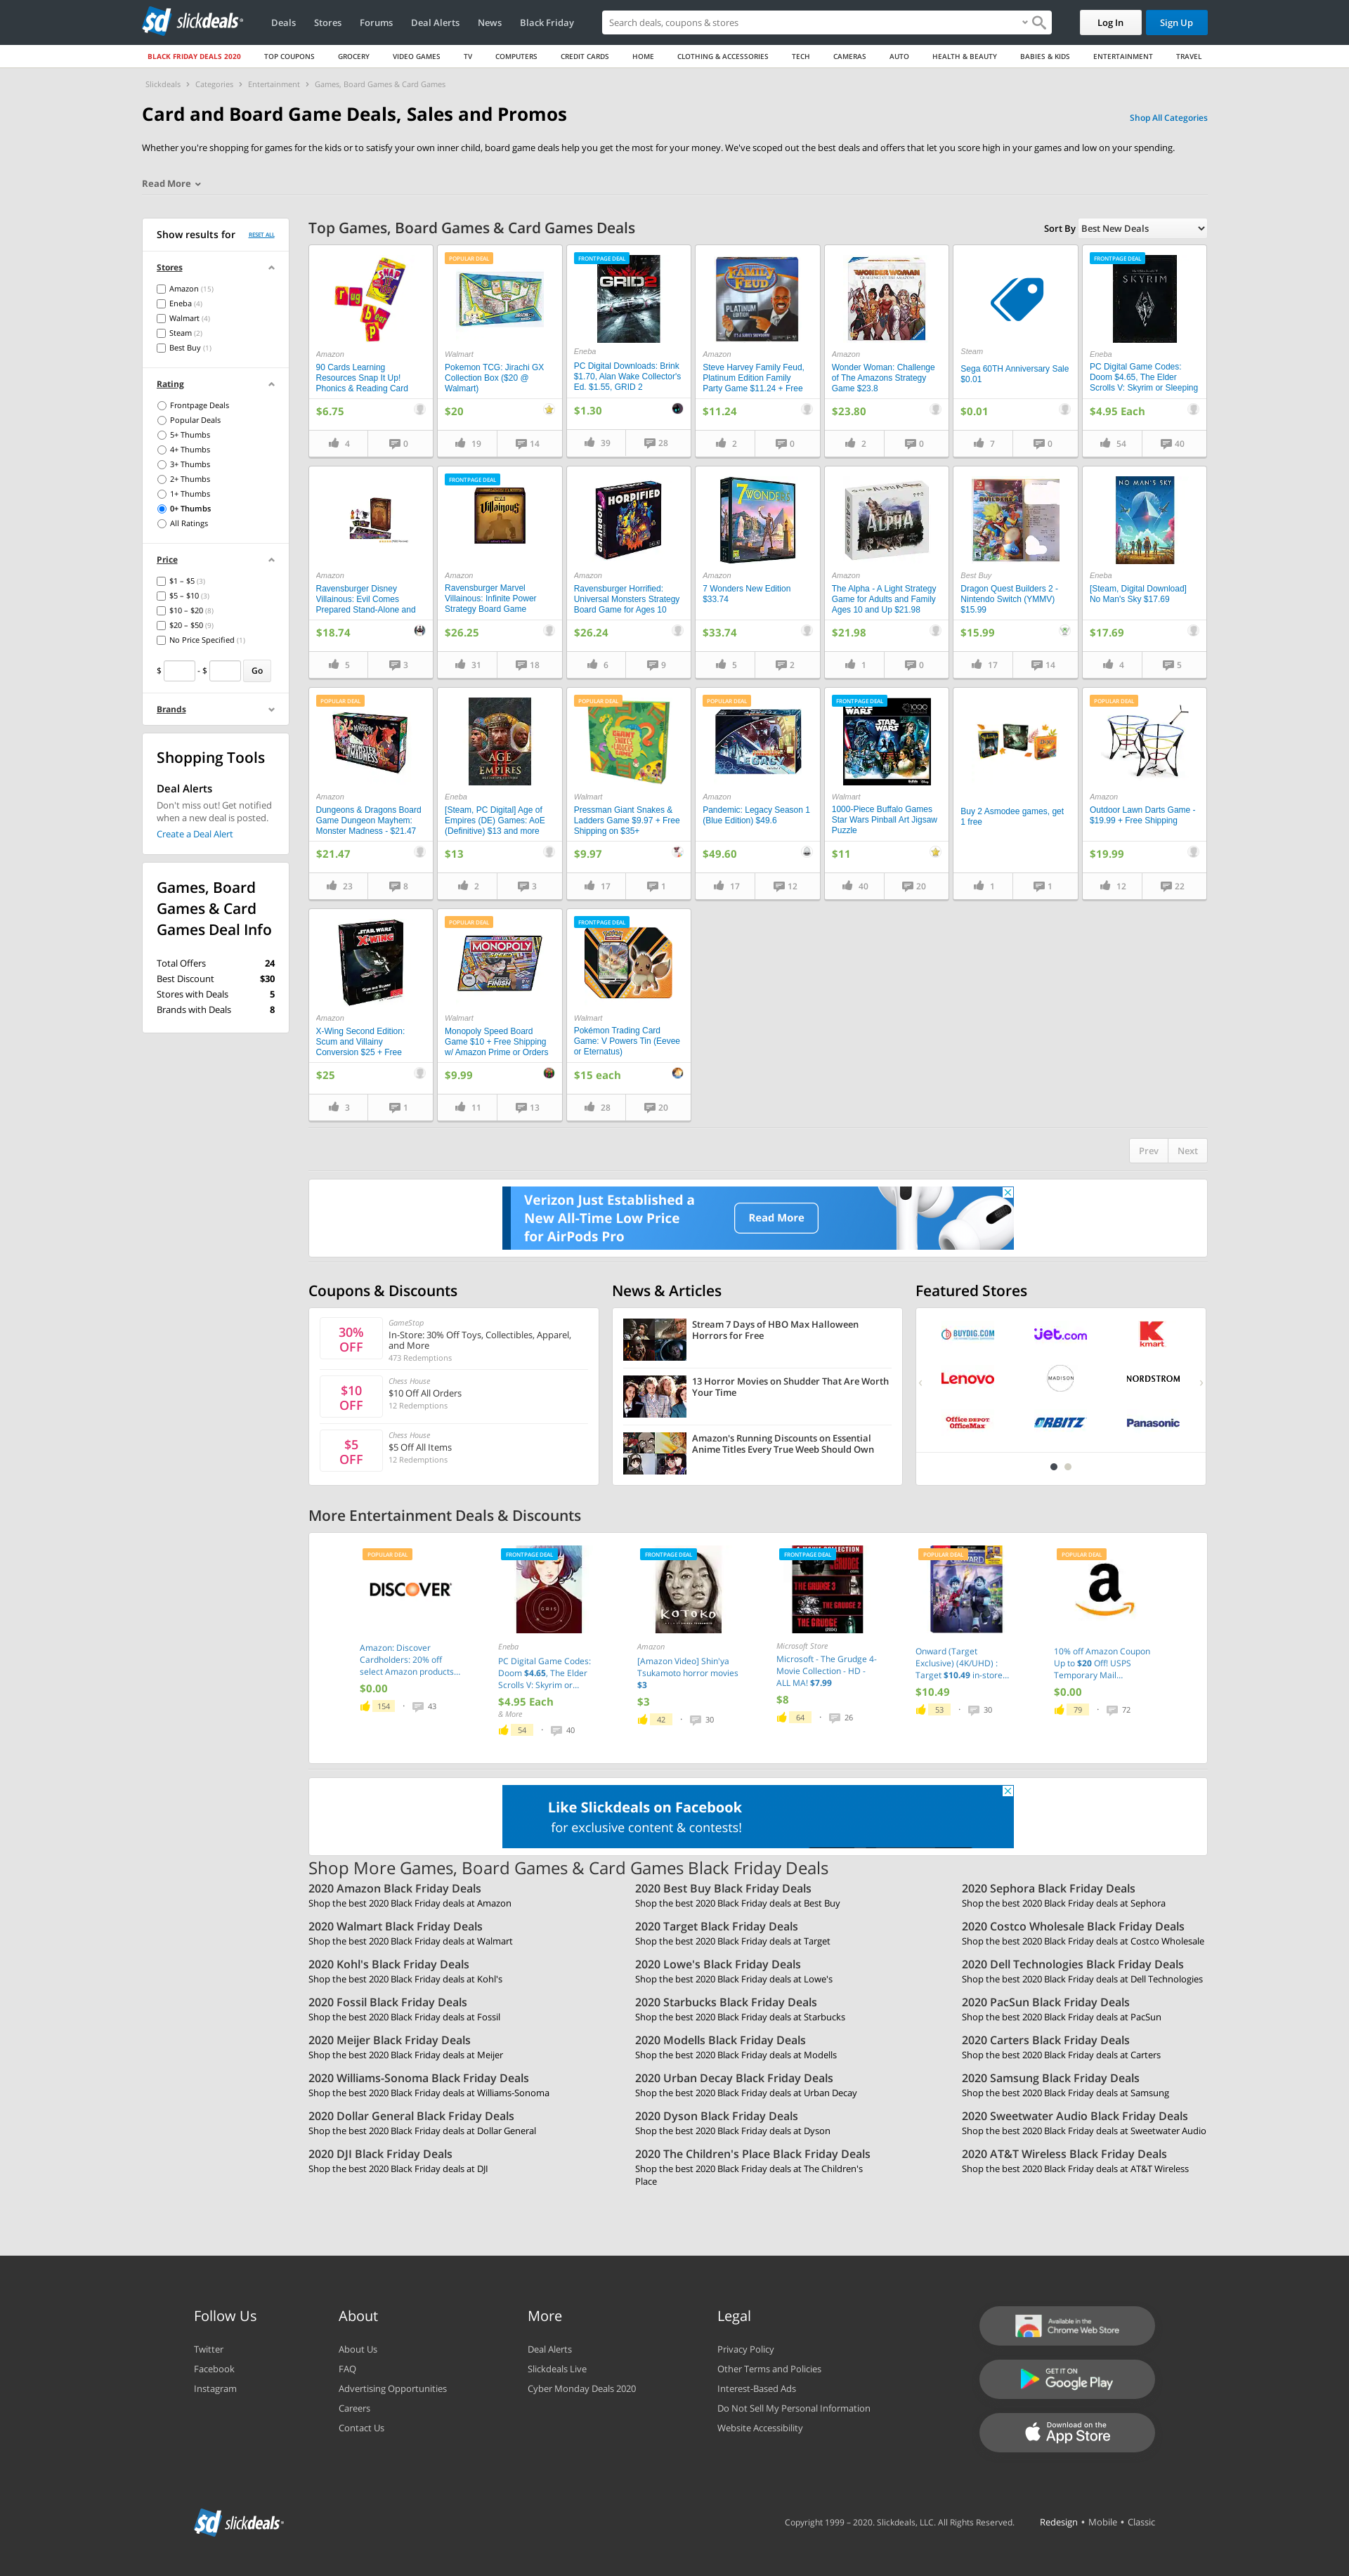 slickdeals
Deals
Stores
Forums
Deal Alerts
News
Black Friday
Search deals, coupons & stores
Log In
Sign Up
BLACK FRIDAY DEALS 2020
TOP COUPONS
GROCERY
VIDEO GAMES
TV
COMPUTERS
CREDIT CARDS
HOME
CLOTHING & ACCESSORIES
TECH
CAMERAS
AUTO
HEALTH & BEAUTY
BABIES & KIDS
ENTERTAINMENT
TRAVEL
Slickdeals › Categories › Entertainment › Games, Board Games & Card Games
Card and Board Game Deals, Sales and Promos
Shop All Categories
Whether you're shopping for games for the kids or to satisfy your own inner child, board game deals help you get the most for your money. We've scoped out the best deals and offers that let you score high in your games and low on your spending.
Read More
Show results for
RESET ALL
Stores
Amazon (15)
Eneba (4)
Walmart (4)
Steam (2)
Best Buy (1)
Rating
Frontpage Deals
Popular Deals
5+ Thumbs
4+ Thumbs
3+ Thumbs
2+ Thumbs
1+ Thumbs
0+ Thumbs
All Ratings
Price
$1 – $5 (3)
$5 – $10 (3)
$10 – $20 (8)
$20 – $50 (9)
No Price Specified (1)
$ - $ Go
Brands
Shopping Tools
Deal Alerts
Don't miss out! Get notified
when a new deal is posted.
Create a Deal Alert
Games, Board
Games & Card
Games Deal Info
Total Offers 24
Best Discount $30
Stores with Deals 5
Brands with Deals 8
Top Games, Board Games & Card Games Deals
Sort By Best New Deals
Amazon
90 Cards Learning
Resources Snap It Up!
Phonics & Reading Card
$6.75
4
0
POPULAR DEAL
Walmart
Pokemon TCG: Jirachi GX
Collection Box ($20 @
Walmart)
$20
19
14
FRONTPAGE DEAL
GRID 2
Eneba
PC Digital Downloads: Brink
$1.70, Alan Wake Collector's
Ed. $1.55, GRID 2
$1.30
39
28
FAMILY
FEUD
PLATINUM
EDITION
Amazon
Steve Harvey Family Feud,
Platinum Edition Family
Party Game $11.24 + Free
$11.24
2
0
WONDER WOMAN
Amazon
Wonder Woman: Challenge
of The Amazons Strategy
Game $23.8
$23.80
2
0
Steam
Sega 60TH Anniversary Sale
$0.01
$0.01
7
0
FRONTPAGE DEAL
SKYRIM
Eneba
PC Digital Game Codes:
Doom $4.65, The Elder
Scrolls V: Skyrim or Sleeping
$4.95 Each
54
40
Amazon
Ravensburger Disney
Villainous: Evil Comes
Prepared Stand-Alone and
$18.74
5
3
FRONTPAGE DEAL
Villainous
Amazon
Ravensburger Marvel
Villainous: Infinite Power
Strategy Board Game
$26.25
31
18
HORRIFIED
HORRIFIED
Amazon
Ravensburger Horrified:
Universal Monsters Strategy
Board Game for Ages 10
$26.24
6
9
7 WONDERS
Amazon
7 Wonders New Edition
$33.74
$33.74
5
2
ALPHA
Amazon
The Alpha - A Light Strategy
Game for Adults and Family
Ages 10 and Up $21.98
$21.98
1
0
BUILDERS
Best Buy
Dragon Quest Builders 2 -
Nintendo Switch (YMMV)
$15.99
$15.99
17
14
NO MAN'S SKY
Eneba
[Steam, Digital Download]
No Man's Sky $17.69
$17.69
4
5
POPULAR DEAL
MONSTER
MADNESS
Amazon
Dungeons & Dragons Board
Game Dungeon Mayhem:
Monster Madness - $21.47
$21.47
23
8
AGE
EMPIRES
Eneba
[Steam, PC Digital] Age of
Empires (DE) Games: AoE
(Definitive) $13 and more
$13
2
3
POPULAR DEAL
GIANT
SNAKES
LADDERS
GAME
Walmart
Pressman Giant Snakes &
Ladders Game $9.97 + Free
Shipping on $35+
$9.97
17
1
POPULAR DEAL
LEGACY
Amazon
Pandemic: Legacy Season 1
(Blue Edition) $49.6
$49.60
17
12
FRONTPAGE DEAL
WARS
1000
STAR
WARS
Walmart
1000-Piece Buffalo Games
Star Wars Pinball Art Jigsaw
Puzzle
$11
40
20
Buy 2 Asmodee games, get
1 free
1
1
POPULAR DEAL
Amazon
Outdoor Lawn Darts Game -
$19.99 + Free Shipping
$19.99
12
22
STAR WARS
X-WING
Amazon
X-Wing Second Edition:
Scum and Villainy
Conversion $25 + Free
$25
3
1
POPULAR DEAL
MONOPOLY
SPEED
FINISH
Walmart
Monopoly Speed Board
Game $10 + Free Shipping
w/ Amazon Prime or Orders
$9.99
11
13
FRONTPAGE DEAL
Walmart
Pokémon Trading Card
Game: V Powers Tin (Eevee
or Eternatus)
$15 each
28
20
Prev
Next
Verizon Just Established a
New All-Time Low Price
for AirPods Pro
Read More
Coupons & Discounts
30%
OFF
GameStop
In-Store: 30% Off Toys, Collectibles, Apparel,
and More
473 Redemptions
$10
OFF
Chess House
$10 Off All Orders
12 Redemptions
$5
OFF
Chess House
$5 Off All Items
12 Redemptions
News & Articles
Stream 7 Days of HBO Max Halloween
Horrors for Free
13 Horror Movies on Shudder That Are Worth
Your Time
Amazon's Running Discounts on Essential
Anime Titles Every True Weeb Should Own
Featured Stores
BUYDIG.COM
jet.com
kmart
Lenovo
MADISON
NORDSTROM
Office DEPOT
OfficeMax
ORBITZ
Panasonic
More Entertainment Deals & Discounts
POPULAR DEAL
DISCOVER
Amazon: Discover
Cardholders: 20% off
select Amazon products...
$0.00
154 · 43
FRONTPAGE DEAL
GRIS
Eneba
PC Digital Game Codes:
Doom $4.65, The Elder
Scrolls V: Skyrim or...
$4.95 Each
& More
54 · 40
FRONTPAGE DEAL
KOTOKO
Amazon
[Amazon Video] Shin'ya
Tsukamoto horror movies
$3
$3
42 · 30
FRONTPAGE DEAL
THE GRUDGE 3
THE GRUDGE 2
THE GRUDGE
Microsoft Store
Microsoft - The Grudge 4-
Movie Collection - HD -
ALL MA! $7.99
$8
64 · 26
POPULAR DEAL
Onward (Target
Exclusive) (4K/UHD) :
Target $10.49 in-store...
$10.49
53 · 30
POPULAR DEAL
a
10% off Amazon Coupon
Up to $20 Off! USPS
Temporary Mail...
$0.00
79 · 72
Like Slickdeals on Facebook
for exclusive content & contests!
Shop More Games, Board Games & Card Games Black Friday Deals
2020 Amazon Black Friday Deals
Shop the best 2020 Black Friday deals at Amazon
2020 Best Buy Black Friday Deals
Shop the best 2020 Black Friday deals at Best Buy
2020 Sephora Black Friday Deals
Shop the best 2020 Black Friday deals at Sephora
2020 Walmart Black Friday Deals
Shop the best 2020 Black Friday deals at Walmart
2020 Target Black Friday Deals
Shop the best 2020 Black Friday deals at Target
2020 Costco Wholesale Black Friday Deals
Shop the best 2020 Black Friday deals at Costco Wholesale
2020 Kohl's Black Friday Deals
Shop the best 2020 Black Friday deals at Kohl's
2020 Lowe's Black Friday Deals
Shop the best 2020 Black Friday deals at Lowe's
2020 Dell Technologies Black Friday Deals
Shop the best 2020 Black Friday deals at Dell Technologies
2020 Fossil Black Friday Deals
Shop the best 2020 Black Friday deals at Fossil
2020 Starbucks Black Friday Deals
Shop the best 2020 Black Friday deals at Starbucks
2020 PacSun Black Friday Deals
Shop the best 2020 Black Friday deals at PacSun
2020 Meijer Black Friday Deals
Shop the best 2020 Black Friday deals at Meijer
2020 Modells Black Friday Deals
Shop the best 2020 Black Friday deals at Modells
2020 Carters Black Friday Deals
Shop the best 2020 Black Friday deals at Carters
2020 Williams-Sonoma Black Friday Deals
Shop the best 2020 Black Friday deals at Williams-Sonoma
2020 Urban Decay Black Friday Deals
Shop the best 2020 Black Friday deals at Urban Decay
2020 Samsung Black Friday Deals
Shop the best 2020 Black Friday deals at Samsung
2020 Dollar General Black Friday Deals
Shop the best 2020 Black Friday deals at Dollar General
2020 Dyson Black Friday Deals
Shop the best 2020 Black Friday deals at Dyson
2020 Sweetwater Audio Black Friday Deals
Shop the best 2020 Black Friday deals at Sweetwater Audio
2020 DJI Black Friday Deals
Shop the best 2020 Black Friday deals at DJI
2020 The Children's Place Black Friday Deals
Shop the best 2020 Black Friday deals at The Children's
Place
2020 AT&T Wireless Black Friday Deals
Shop the best 2020 Black Friday deals at AT&T Wireless
Follow Us
Twitter
Facebook
Instagram
About
About Us
FAQ
Advertising Opportunities
Careers
Contact Us
More
Deal Alerts
Slickdeals Live
Cyber Monday Deals 2020
Legal
Privacy Policy
Other Terms and Policies
Interest-Based Ads
Do Not Sell My Personal Information
Website Accessibility
Available in the
Chrome Web Store
GET IT ON
Google Play
Download on the
App Store
slickdeals
Copyright 1999 – 2020. Slickdeals, LLC. All Rights Reserved.
Redesign • Mobile • Classic